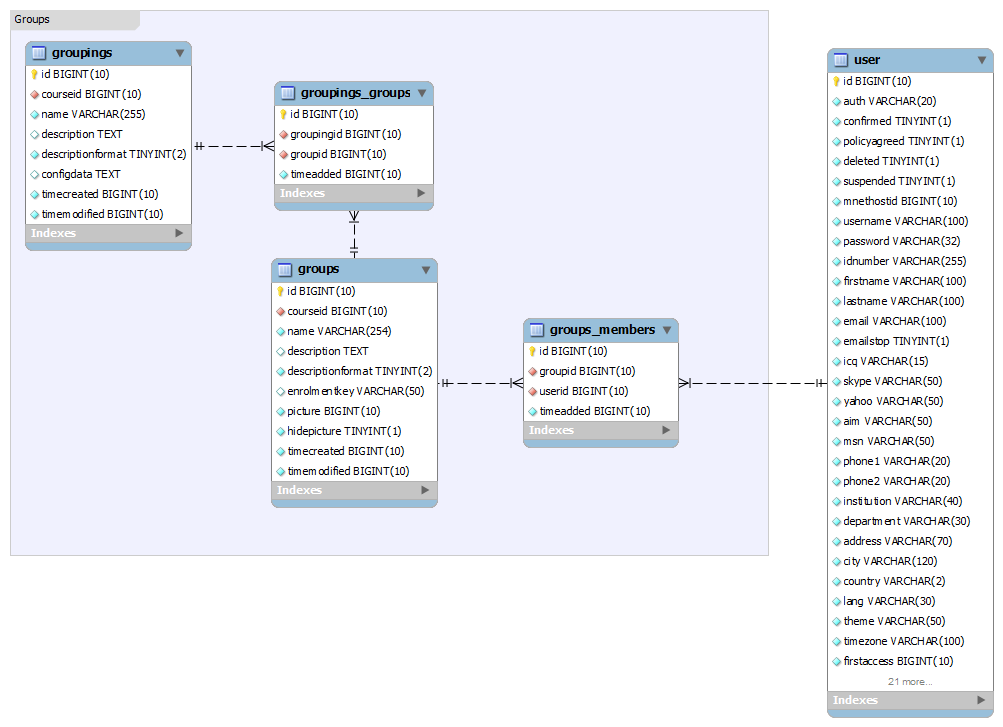 Groups
groupings
id BIGINT(10)
courseid BIGINT(10)
name VARCHAR(255)
description TEXT
descriptionformat TINYINT(2)
configdata TEXT
timecreated BIGINT(10)
timemodified BIGINT(10)
Indexes
groupings_groups
id BIGINT(10)
groupingid BIGINT(10)
groupid BIGINT(10)
timeadded BIGINT(10)
Indexes
groups
id BIGINT(10)
courseid BIGINT(10)
name VARCHAR(254)
description TEXT
descriptionformat TINYINT(2)
enrolmentkey VARCHAR(50)
picture BIGINT(10)
hidepicture TINYINT(1)
timecreated BIGINT(10)
timemodified BIGINT(10)
Indexes
groups_members
id BIGINT(10)
groupid BIGINT(10)
userid BIGINT(10)
timeadded BIGINT(10)
Indexes
user
id BIGINT(10)
auth VARCHAR(20)
confirmed TINYINT(1)
policyagreed TINYINT(1)
deleted TINYINT(1)
suspended TINYINT(1)
mnethostid BIGINT(10)
username VARCHAR(100)
password VARCHAR(32)
idnumber VARCHAR(255)
firstname VARCHAR(100)
lastname VARCHAR(100)
email VARCHAR(100)
emailstop TINYINT(1)
icq VARCHAR(15)
skype VARCHAR(50)
yahoo VARCHAR(50)
aim VARCHAR(50)
msn VARCHAR(50)
phone1 VARCHAR(20)
phone2 VARCHAR(20)
institution VARCHAR(40)
department VARCHAR(30)
address VARCHAR(70)
city VARCHAR(120)
country VARCHAR(2)
lang VARCHAR(30)
theme VARCHAR(50)
timezone VARCHAR(100)
firstaccess BIGINT(10)
21 more...
Indexes